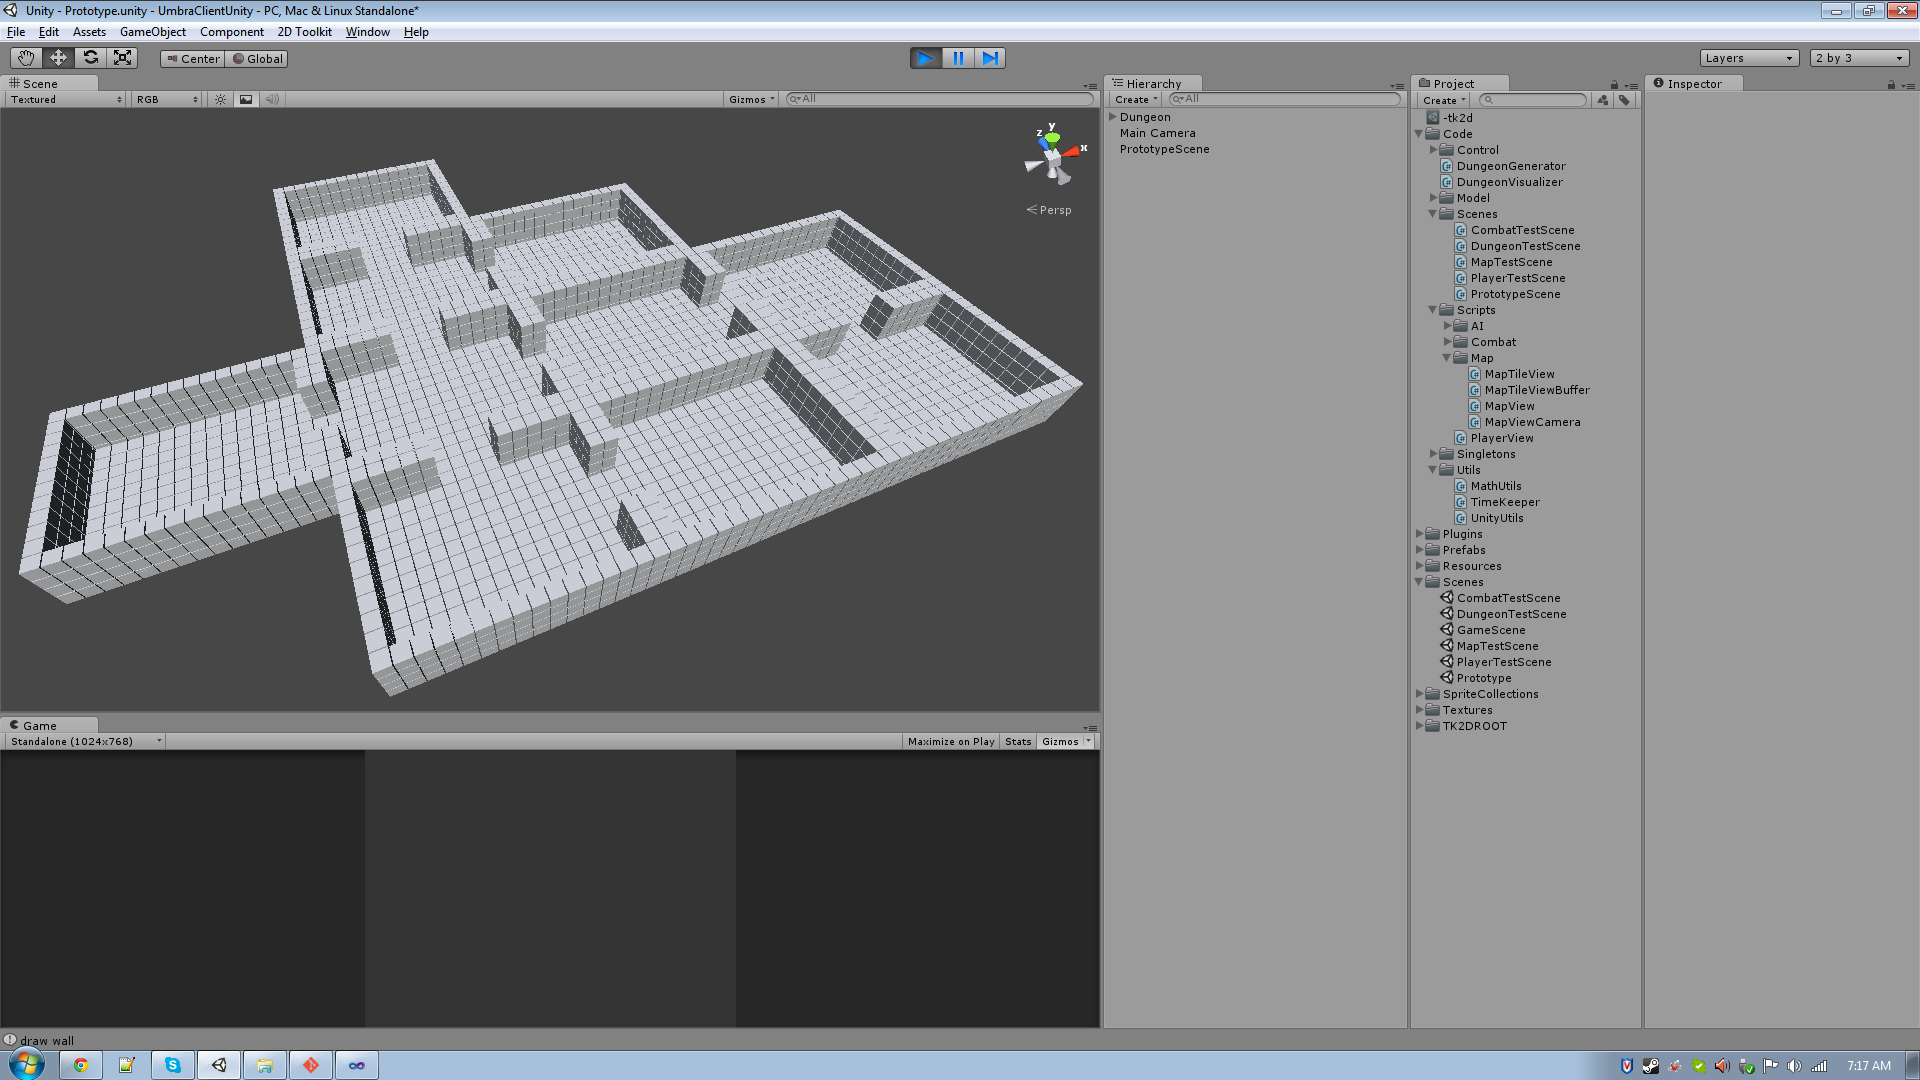 Unity - Prototype.unity - UmbraClientUnity - PC, Mac & Linux Standalone*
File Edit Assets GameObject Component 2D Toolkit Window Help
Center Global Layers 2 by 3
Scene
Textured RGB Gizmos All
y
z
x
Persp
Game
Standalone (1024x768) Maximize on Play Stats Gizmos
Hierarchy
Create All
Dungeon
Main Camera
PrototypeScene
Project
Create
-tk2d
Code
Control
DungeonGenerator
DungeonVisualizer
Model
Scenes
CombatTestScene
DungeonTestScene
MapTestScene
PlayerTestScene
PrototypeScene
Scripts
AI
Combat
Map
MapTileView
MapTileViewBuffer
MapView
MapViewCamera
PlayerView
Singletons
Utils
MathUtils
TimeKeeper
UnityUtils
Plugins
Prefabs
Resources
Scenes
CombatTestScene
DungeonTestScene
GameScene
MapTestScene
PlayerTestScene
Prototype
SpriteCollections
Textures
TK2DROOT
Inspector
draw wall
7:17 AM